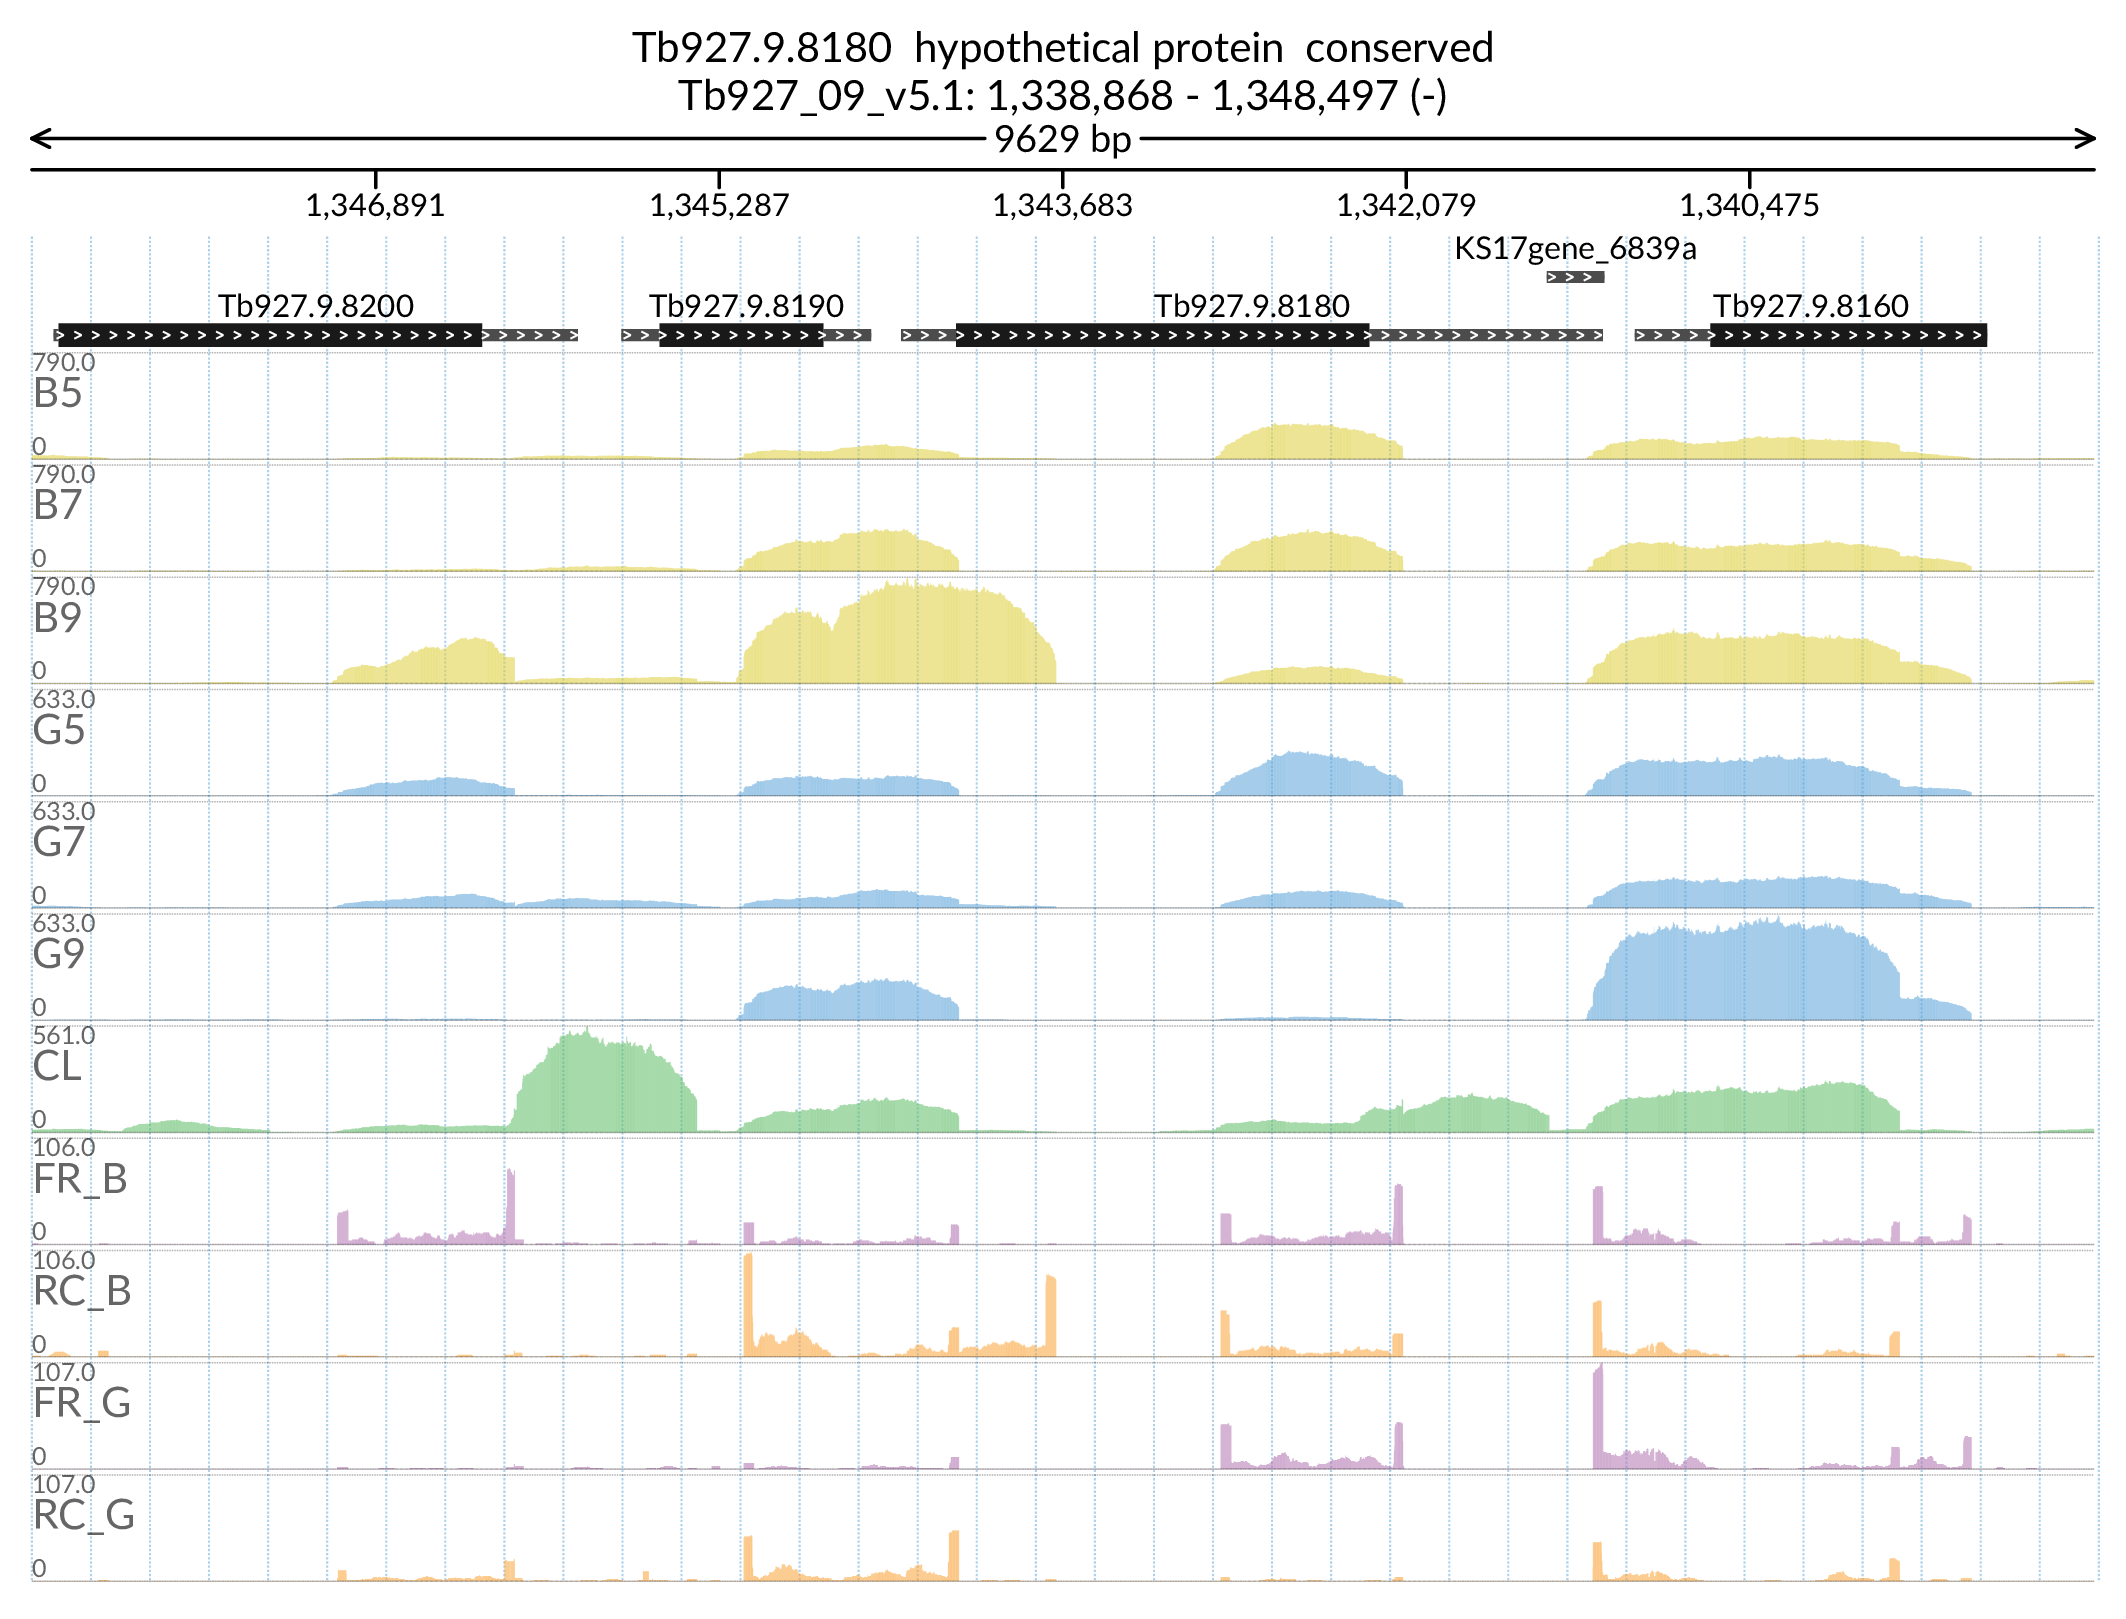 Tb927.9.8180  hypothetical protein  conserved
Tb927_09_v5.1: 1,338,868 - 1,348,497 (-)
9629 bp
1,346,891 1,345,287 1,343,683 1,342,079 1,340,475
KS17gene_6839a
Tb927.9.8200 Tb927.9.8190 Tb927.9.8180 Tb927.9.8160
790.0
B5
0
790.0
B7
0
790.0
B9
0
633.0
G5
0
633.0
G7
0
633.0
G9
0
561.0
CL
0
106.0
FR_B
0
106.0
RC_B
0
107.0
FR_G
0
107.0
RC_G
0